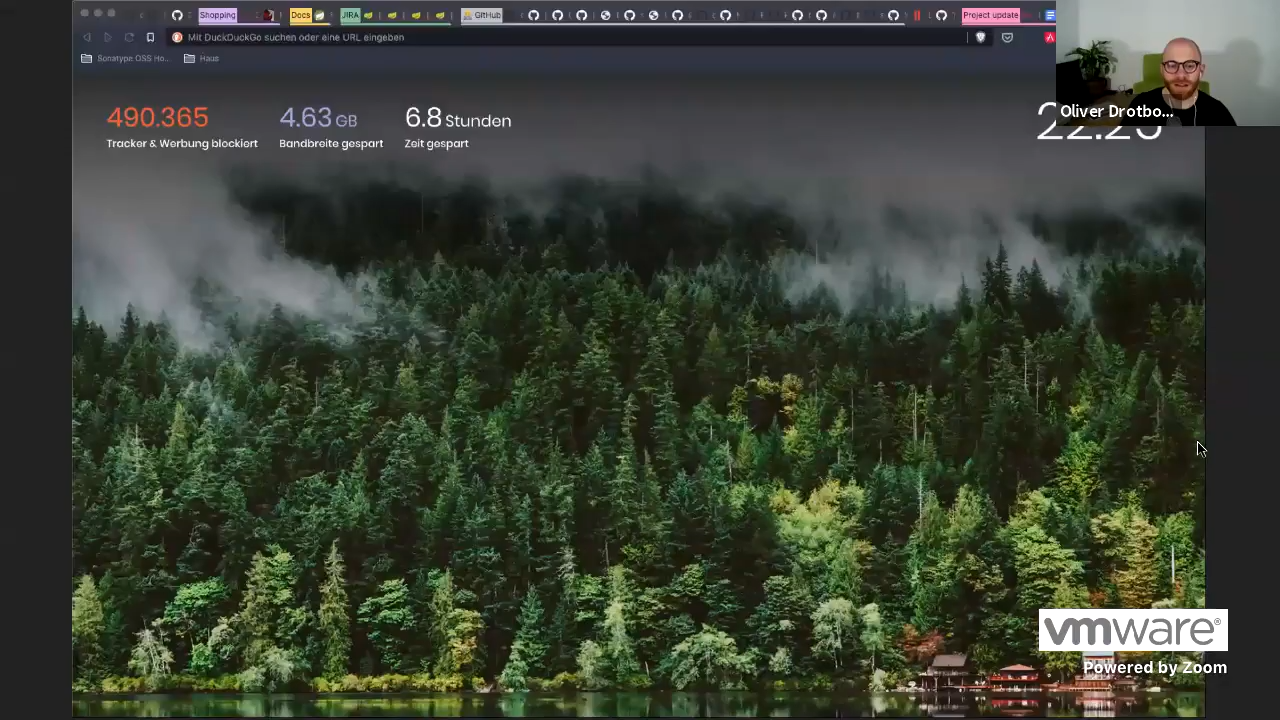 Shopping
Docs
JIRA
GitHub
Project update
Mit DuckDuckGo suchen oder eine URL eingeben
Sonatype OSS Ho...
Haus
490.365
Tracker & Werbung blockiert
4.63 GB
Bandbreite gespart
6.8 Stunden
Zeit gespart
Oliver Drotbo...
vmware®
Powered by Zoom